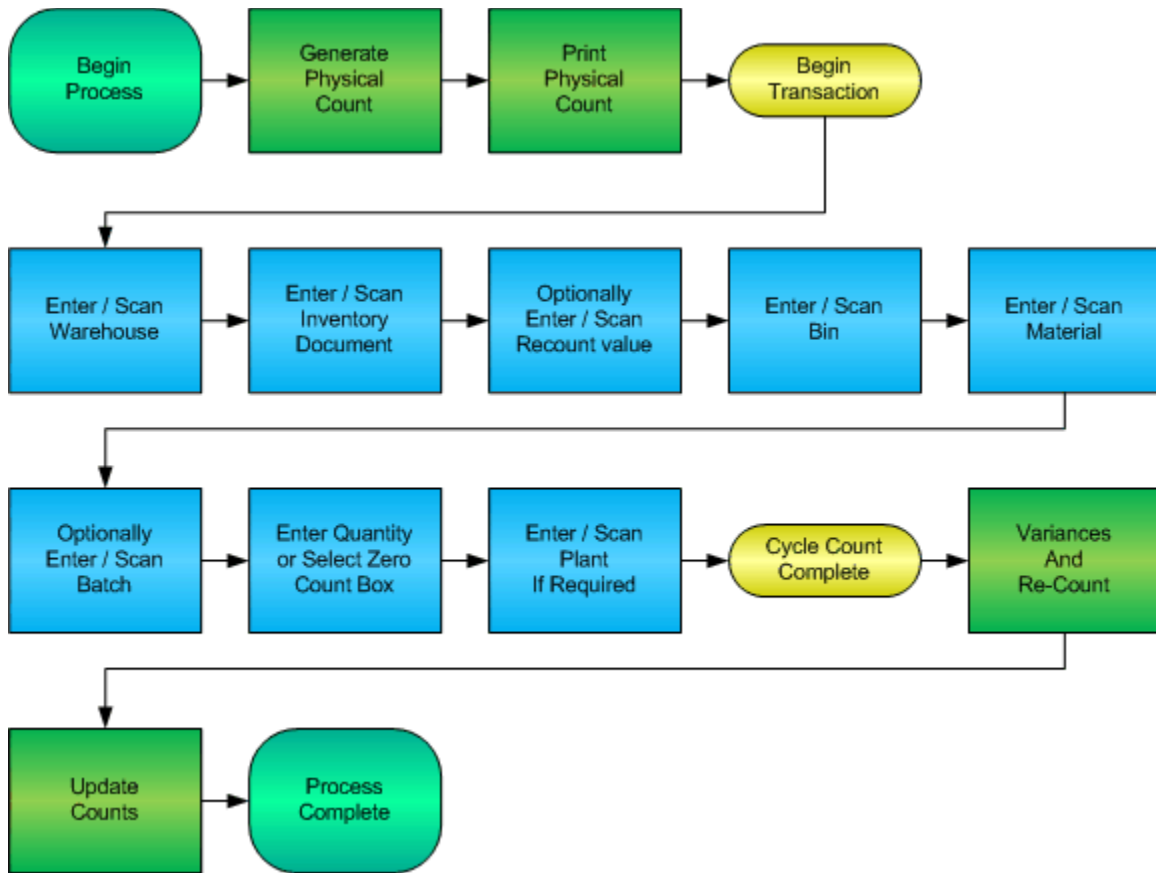 Begin
Process
Generate
Physical
Count
Print
Physical
Count
Begin
Transaction
Enter / Scan
Warehouse
Enter / Scan
Inventory
Document
Optionally
Enter / Scan
Recount value
Enter / Scan
Bin
Enter / Scan
Material
Optionally
Enter / Scan
Batch
Enter Quantity
or Select Zero
Count Box
Enter / Scan
Plant
If Required
Cycle Count
Complete
Variances
And
Re-Count
Update
Counts
Process
Complete